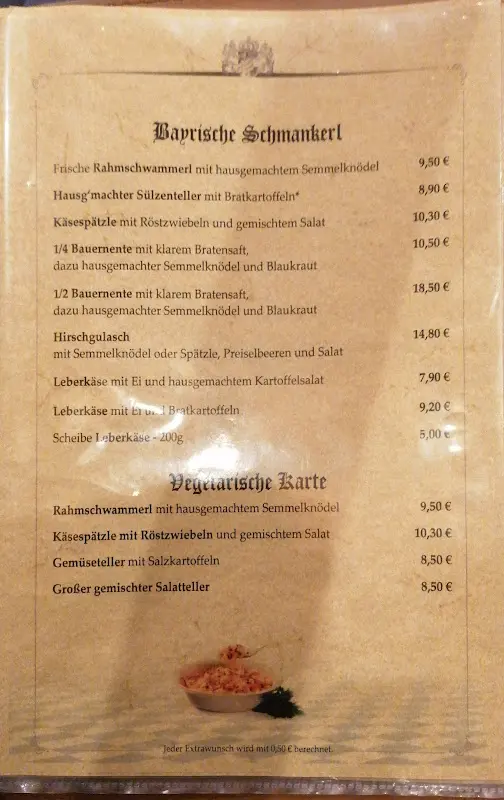 Bayrische Schmankerl
Frische Rahmschwammerl mit hausgemachtem Semmelknödel 9,50 €
Hausg'machter Sülzenteller mit Bratkartoffeln* 8,90 €
Käsespätzle mit Röstzwiebeln und gemischtem Salat 10,30 €
1/4 Bauernente mit klarem Bratensaft, 10,50 €
dazu hausgemachter Semmelknödel und Blaukraut
1/2 Bauernente mit klarem Bratensaft, 18,50 €
dazu hausgemachter Semmelknödel und Blaukraut
Hirschgulasch 14,80 €
mit Semmelknödel oder Spätzle, Preiselbeeren und Salat
Leberkäse mit Ei und hausgemachtem Kartoffelsalat 7,90 €
Leberkäse mit Ei und Bratkartoffeln 9,20 €
Scheibe Leberkäse - 200g 5,00 €
Vegetarische Karte
Rahmschwammerl mit hausgemachtem Semmelknödel 9,50 €
Käsespätzle mit Röstzwiebeln und gemischtem Salat 10,30 €
Gemüseteller mit Salzkartoffeln 8,50 €
Großer gemischter Salatteller 8,50 €
Jeder Extrawunsch wird mit 0,50 € berechnet.